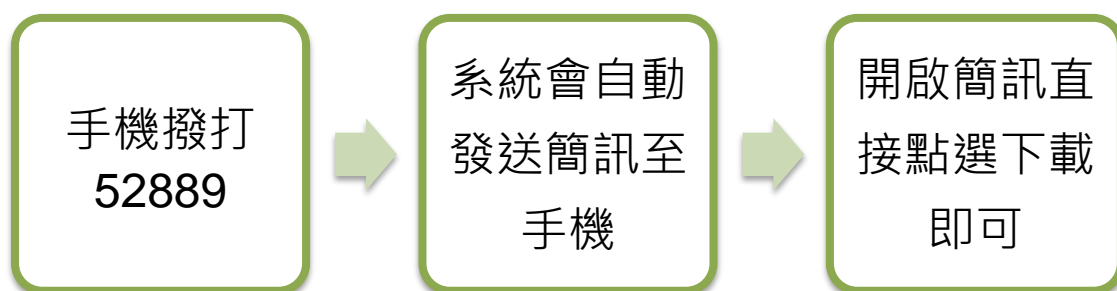 手機撥打
52889
系統會自動
發送簡訊至
手機
開啟簡訊直
接點選下載
即可